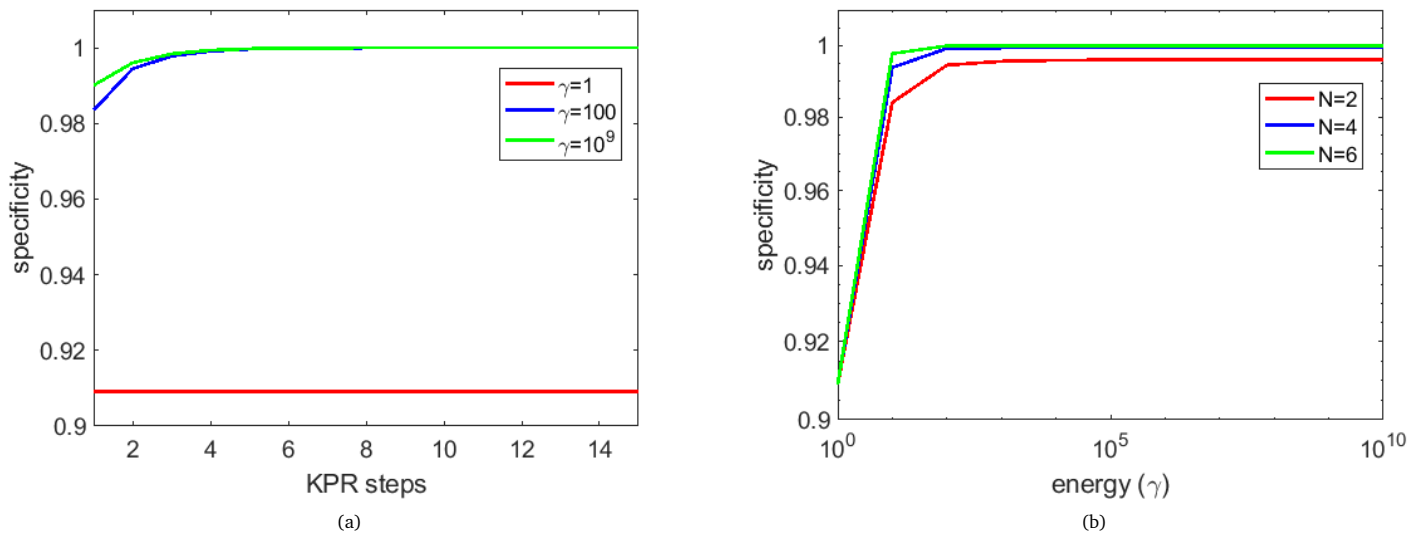 1
0.98
0.96
0.94
0.92
0.9
specificity
2
4
6
8
10
12
14
KPR steps
γ=1
γ=100
γ=10⁹
(a)
1
0.98
0.96
0.94
0.92
0.9
specificity
10⁰
10⁵
10¹⁰
energy (γ)
N=2
N=4
N=6
(b)